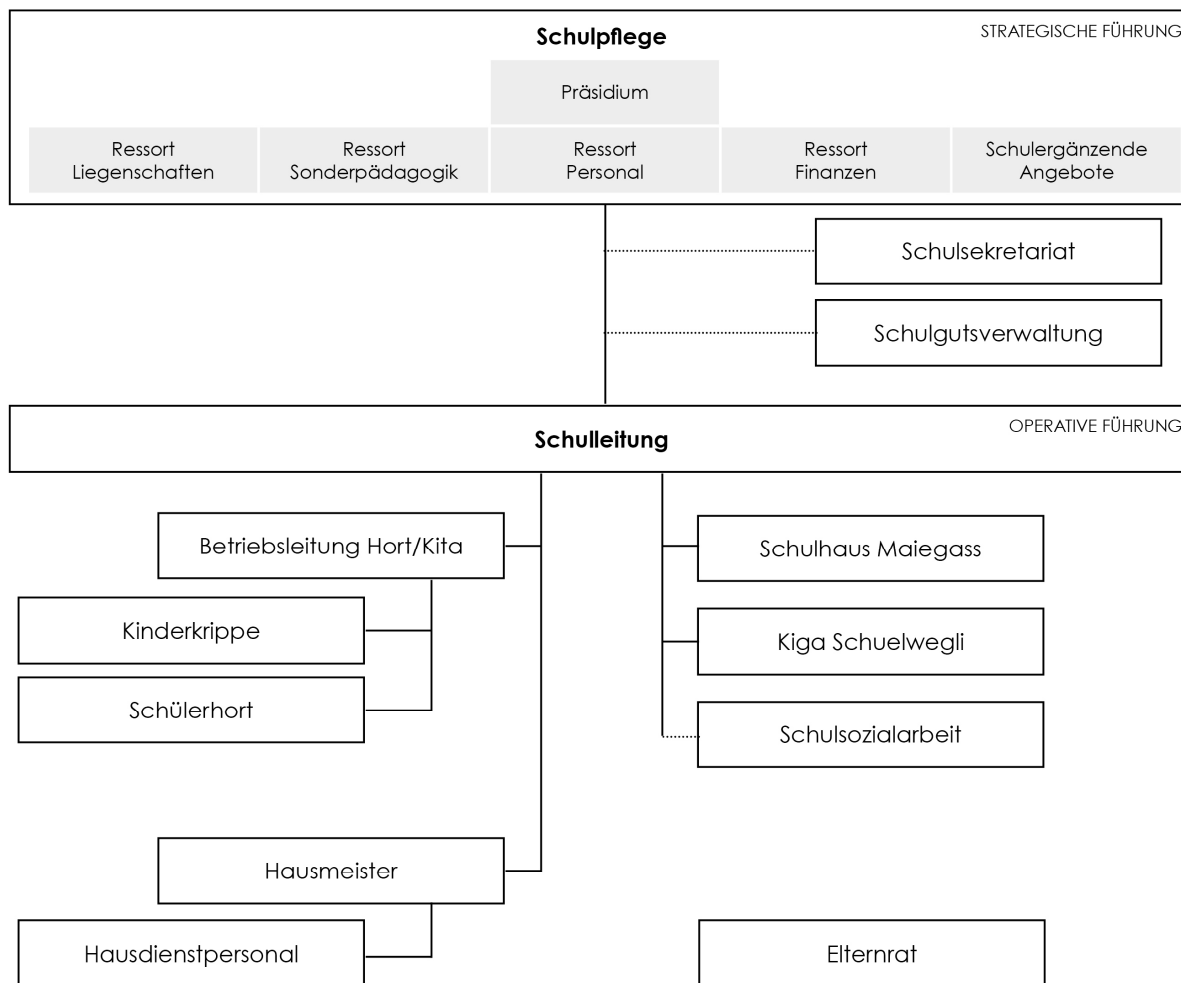 Schulpflege
STRATEGISCHE FÜHRUNG
Präsidium
Ressort
Liegenschaften
Ressort
Sonderpädagogik
Ressort
Personal
Ressort
Finanzen
Schulergänzende
Angebote
Schulsekretariat
Schulgutsverwaltung
Schulleitung
OPERATIVE FÜHRUNG
Betriebsleitung Hort/Kita
Kinderkrippe
Schülerhort
Schulhaus Maiegass
Kiga Schuelwegli
Schulsozialarbeit
Hausmeister
Hausdienstpersonal
Elternrat